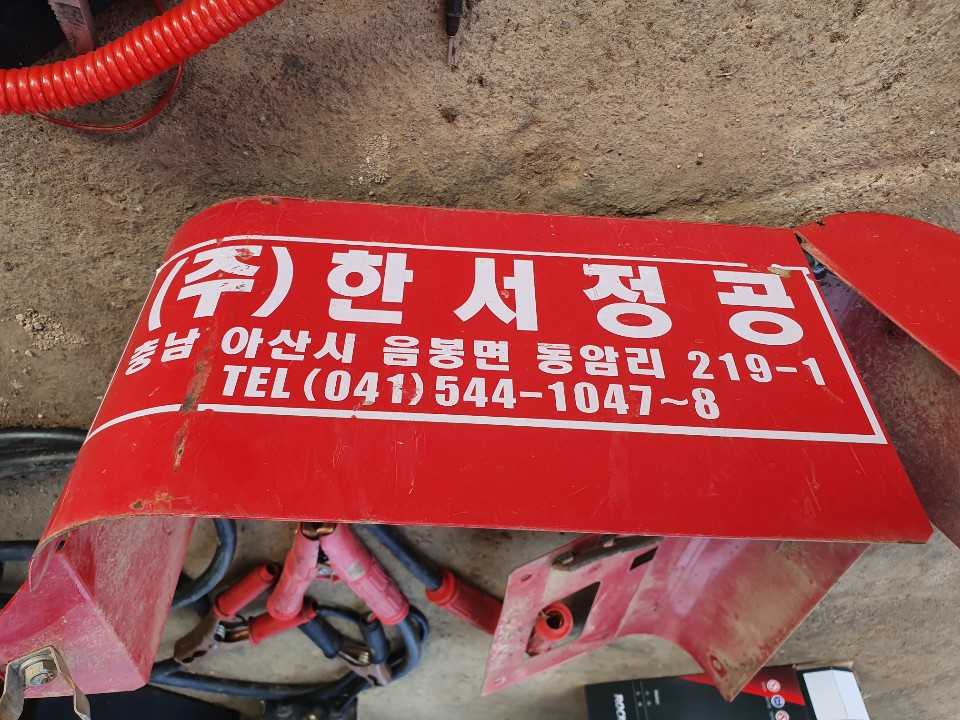 (주)한서정공
충남 아산시 음봉면 동암리 219-1
TEL(041)544-1047~8